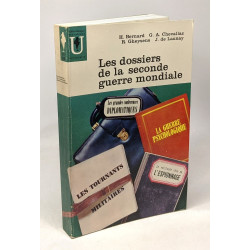 H. Bernard G. A. Chevallaz
R. Gheysens J. de Launay
Les dossiers
de la seconde
guerre mondiale
Les grandes conférences
DIPLOMATIQUES
LA GUERRE
PSYCHOLOGIQUE
LES TOURNANTS
MILITAIRES
L'ESPIONNAGE